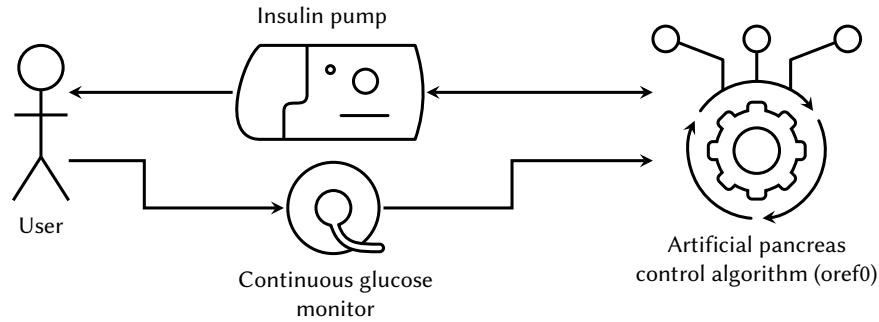 Insulin pump
User
Continuous glucose
monitor
Artificial pancreas
control algorithm (oref0)